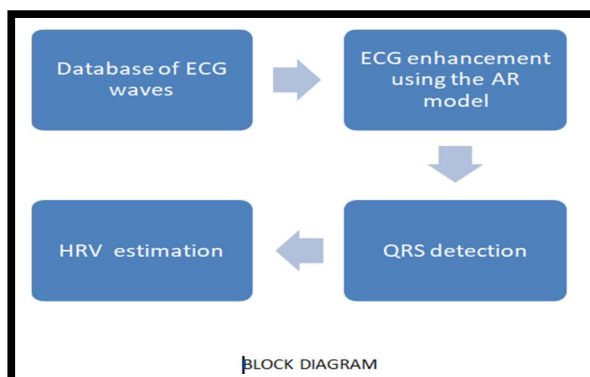 Database of ECG
waves
ECG enhancement
using the AR
model
QRS detection
HRV estimation
BLOCK DIAGRAM